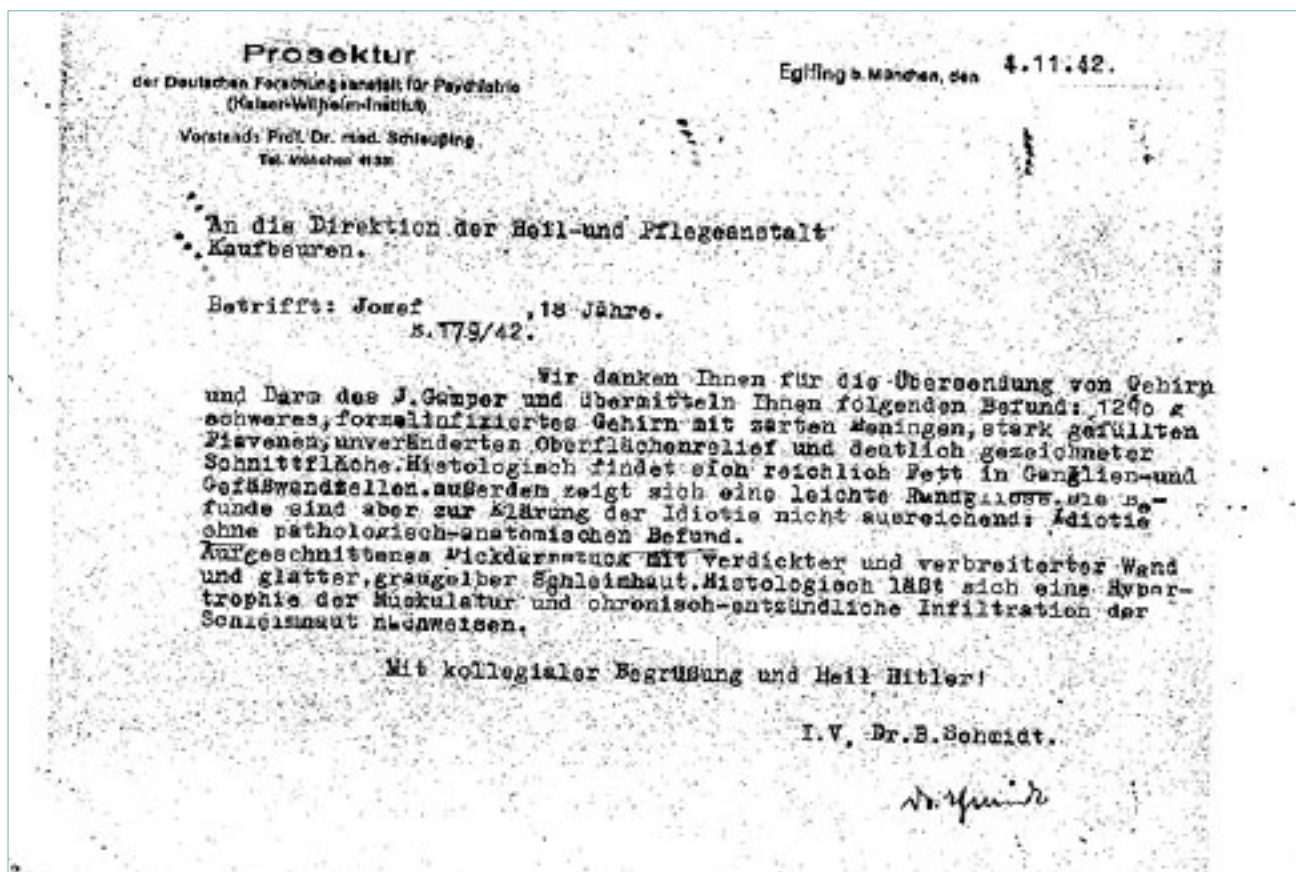 Prosektur
der Deutschen Forschungsanstalt für Psychiatrie
(Kaiser-Wilhelm-Institut)
Vorstand: Prof. Dr. med. Schleußing
Tel. München
Eglfing b. München, den 4.11.42.
An die Direktion der Heil-und Pflegeanstalt
Kaufbeuren.
Betrifft: Josef ,18 Jahre.
179/42.
Wir danken Ihnen für die Übersendung von Gehirn
und Darm des J.Gamper und übermitteln Ihnen folgenden Befund: g
schweres,formalinfixiertes Gehirn mit zarten Meningen,stark gefüllten
Piavenen,unveränderten Oberflächenrelief und deutlich gezeichneter
Schnittfläche.Histologisch findet sich reichlich Fett in Ganglien-und
Gefäßwandzellen.außerdem zeigt sich eine leichte Randgliose.Die Be-
funde sind aber zur Klärung der Idiotie nicht ausreichend: Idiotie
ohne pathologisch-anatomischen Befund.
Aufgeschnittenes Dickdarmstück mit verdickter und verbreiterter Wand
und glatter,graugelber Schleimhaut.Histologisch läßt sich eine Hyper-
trophie der Muskulatur und chronisch-entzündliche Infiltration der
Schleimhaut nachweisen.
Mit kollegialer Begrüßung und Heil Hitler!
I.V. Dr.B.Schmidt.
Dr. Schmidt